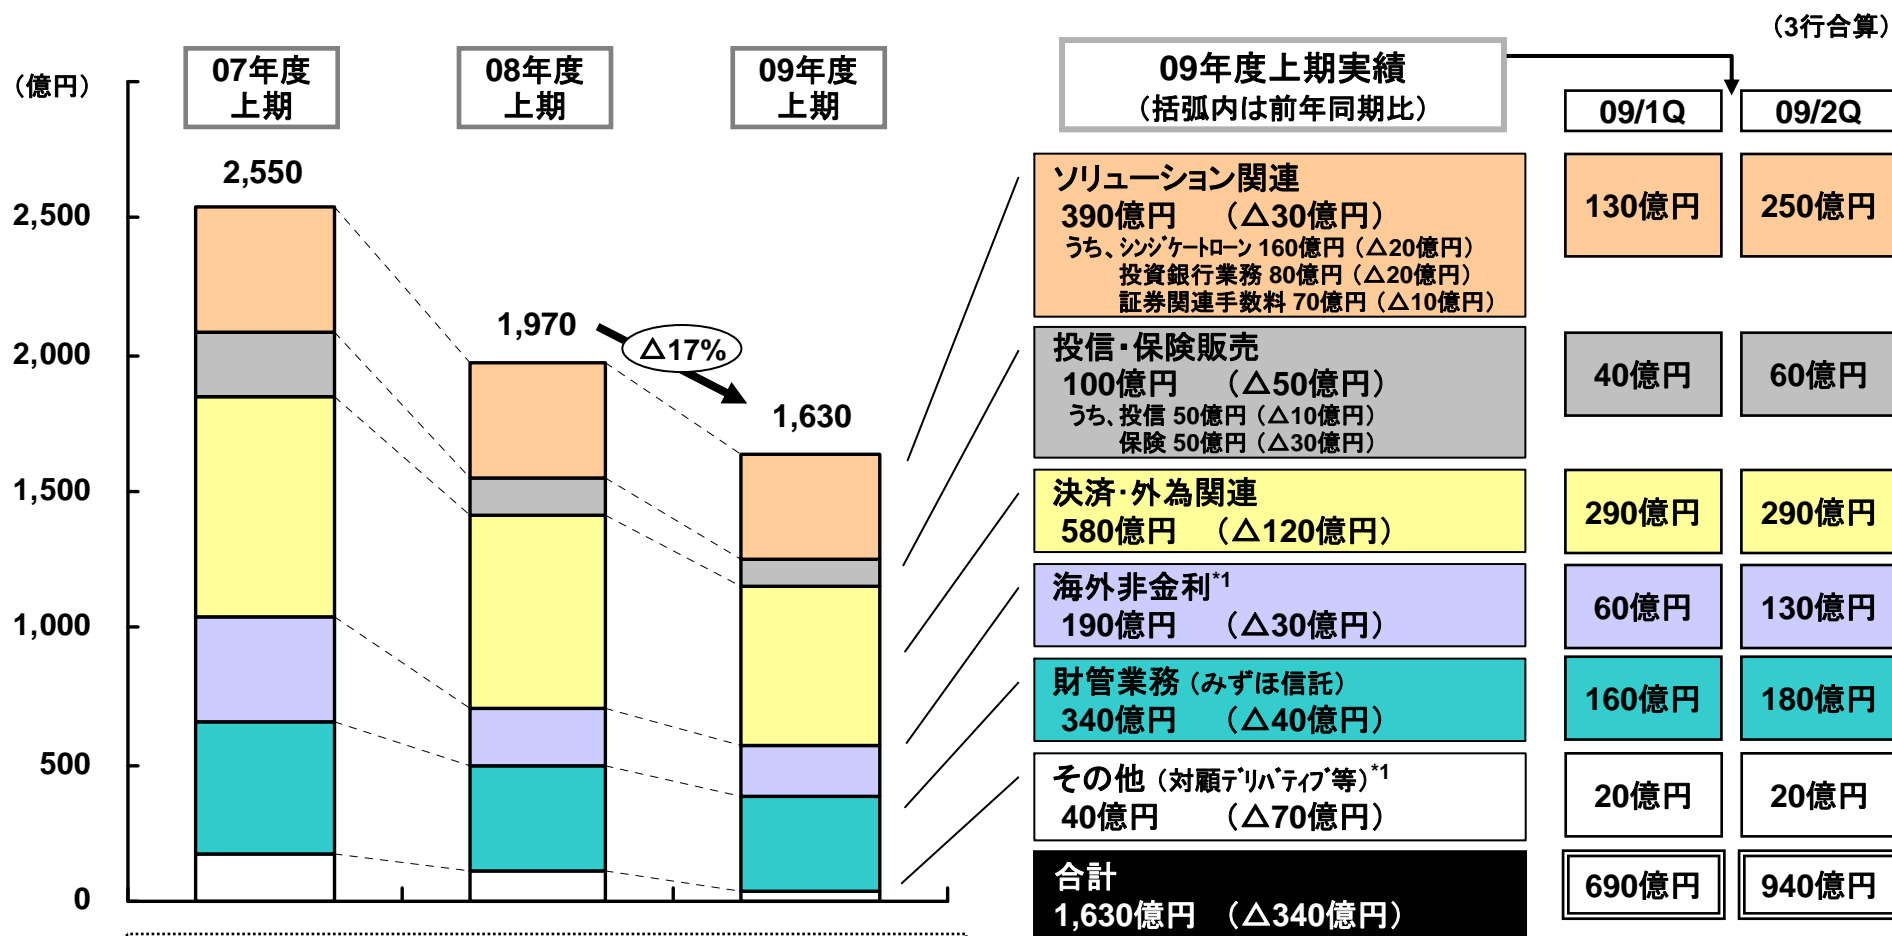 （3行合算）
（億円）
07年度
上期
08年度
上期
09年度
上期
09年度上期実績
（括弧内は前年同期比）
09/1Q
09/2Q
2,550
1,970
△17%
1,630
2,500
2,000
1,500
1,000
500
0
ソリューション関連
390億円 （△30億円）
うち、シンジケートローン 160億円（△20億円）
投資銀行業務 80億円（△20億円）
証券関連手数料 70億円（△10億円）
130億円
250億円
投信・保険販売
100億円 （△50億円）
うち、投信 50億円（△10億円）
保険 50億円（△30億円）
40億円
60億円
決済・外為関連
580億円 （△120億円）
290億円
290億円
海外非金利*1
190億円 （△30億円）
60億円
130億円
財管業務（みずほ信託）
340億円 （△40億円）
160億円
180億円
その他（対顧デリバティブ等）*1
40億円 （△70億円）
20億円
20億円
合計
1,630億円 （△340億円）
690億円
940億円